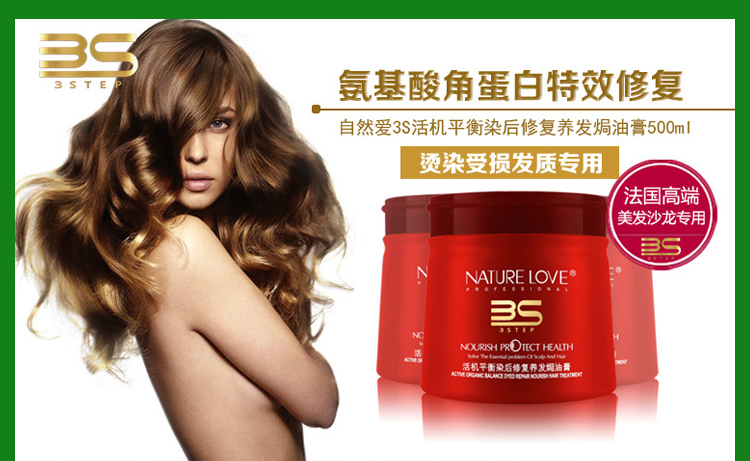 3S
3STEP
氨基酸角蛋白特效修复
自然爱3S活机平衡染后修复养发焗油膏500ml
烫染受损发质专用
法国高端
美发沙龙专用
3S
3STEP
NATURE LOVE®
PROFESSIONAL
3S
3STEP
NOURISH PROTECT HEALTH
Solve The Essential problem Of Scalp And Hair
活机平衡染后修复养发焗油膏
ACTIVE ORGANIC BALANCE DYED REPAIR NOURISH HAIR TREATMENT